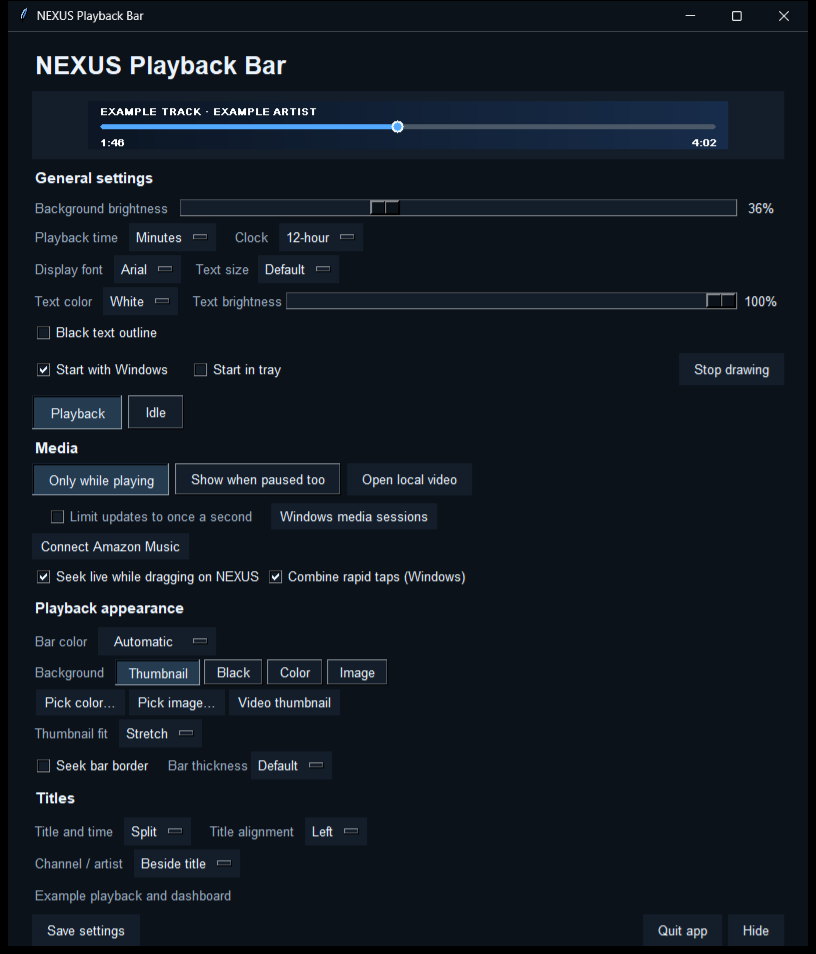 NEXUS Playback Bar
NEXUS Playback Bar
EXAMPLE TRACK · EXAMPLE ARTIST
1:46 4:02
General settings
Background brightness 36%
Playback time Minutes Clock 12-hour
Display font Arial Text size Default
Text color White Text brightness 100%
Black text outline
Start with Windows Start in tray Stop drawing
Playback Idle
Media
Only while playing Show when paused too Open local video
Limit updates to once a second Windows media sessions
Connect Amazon Music
Seek live while dragging on NEXUS Combine rapid taps (Windows)
Playback appearance
Bar color Automatic
Background Thumbnail Black Color Image
Pick color... Pick image... Video thumbnail
Thumbnail fit Stretch
Seek bar border Bar thickness Default
Titles
Title and time Split Title alignment Left
Channel / artist Beside title
Example playback and dashboard
Save settings Quit app Hide